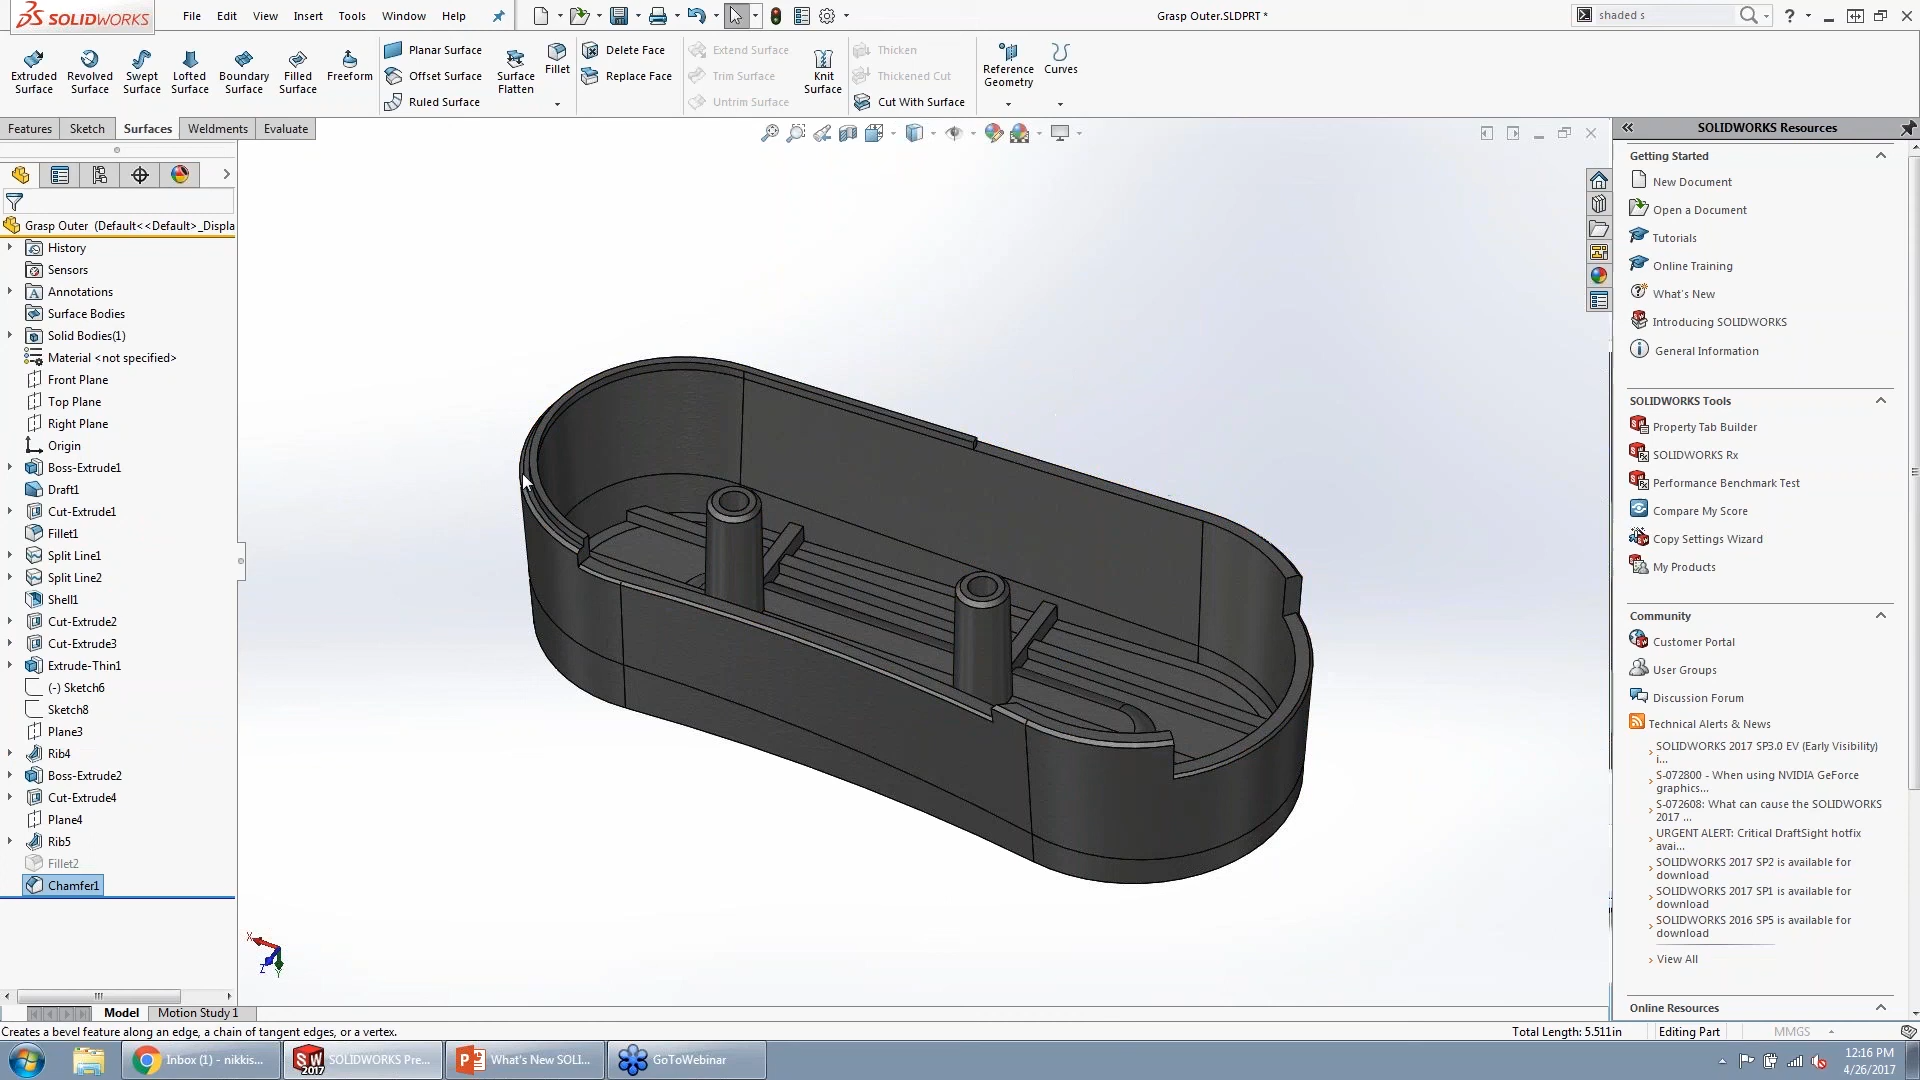 SOLIDWORKS
File Edit View Insert Tools Window Help
Grasp Outer.SLDPRT *
shaded s
Extruded Surface
Revolved Surface
Swept Surface
Lofted Surface
Boundary Surface
Filled Surface
Freeform
Planar Surface
Offset Surface
Ruled Surface
Surface Flatten
Fillet
Delete Face
Replace Face
Extend Surface
Trim Surface
Untrim Surface
Knit Surface
Thicken
Thickened Cut
Cut With Surface
Reference Geometry
Curves
Features Sketch Surfaces Weldments Evaluate
Grasp Outer (Default<<Default>_Displa
History
Sensors
Annotations
Surface Bodies
Solid Bodies(1)
Material <not specified>
Front Plane
Top Plane
Right Plane
Origin
Boss-Extrude1
Draft1
Cut-Extrude1
Fillet1
Split Line1
Split Line2
Shell1
Cut-Extrude2
Cut-Extrude3
Extrude-Thin1
(-) Sketch6
Sketch8
Plane3
Rib4
Boss-Extrude2
Cut-Extrude4
Plane4
Rib5
Fillet2
Chamfer1
X
Z
Y
SOLIDWORKS Resources
Getting Started
New Document
Open a Document
Tutorials
Online Training
What's New
Introducing SOLIDWORKS
General Information
SOLIDWORKS Tools
Property Tab Builder
SOLIDWORKS Rx
Performance Benchmark Test
Compare My Score
Copy Settings Wizard
My Products
Community
Customer Portal
User Groups
Discussion Forum
Technical Alerts & News
SOLIDWORKS 2017 SP3.0 EV (Early Visibility)
i...
S-072800 - When using NVIDIA GeForce
graphics...
S-072608: What can cause the SOLIDWORKS
2017 ...
URGENT ALERT: Critical DraftSight hotfix
avai...
SOLIDWORKS 2017 SP2 is available for
download
SOLIDWORKS 2017 SP1 is available for
download
SOLIDWORKS 2016 SP5 is available for
download
View All
Online Resources
Model Motion Study 1
Creates a bevel feature along an edge, a chain of tangent edges, or a vertex.
Total Length: 5.511in Editing Part MMGS
Inbox (1) - nikkis...
SW 2017 SOLIDWORKS Pre...
What's New SOLI...
GoToWebinar
12:16 PM
4/26/2017